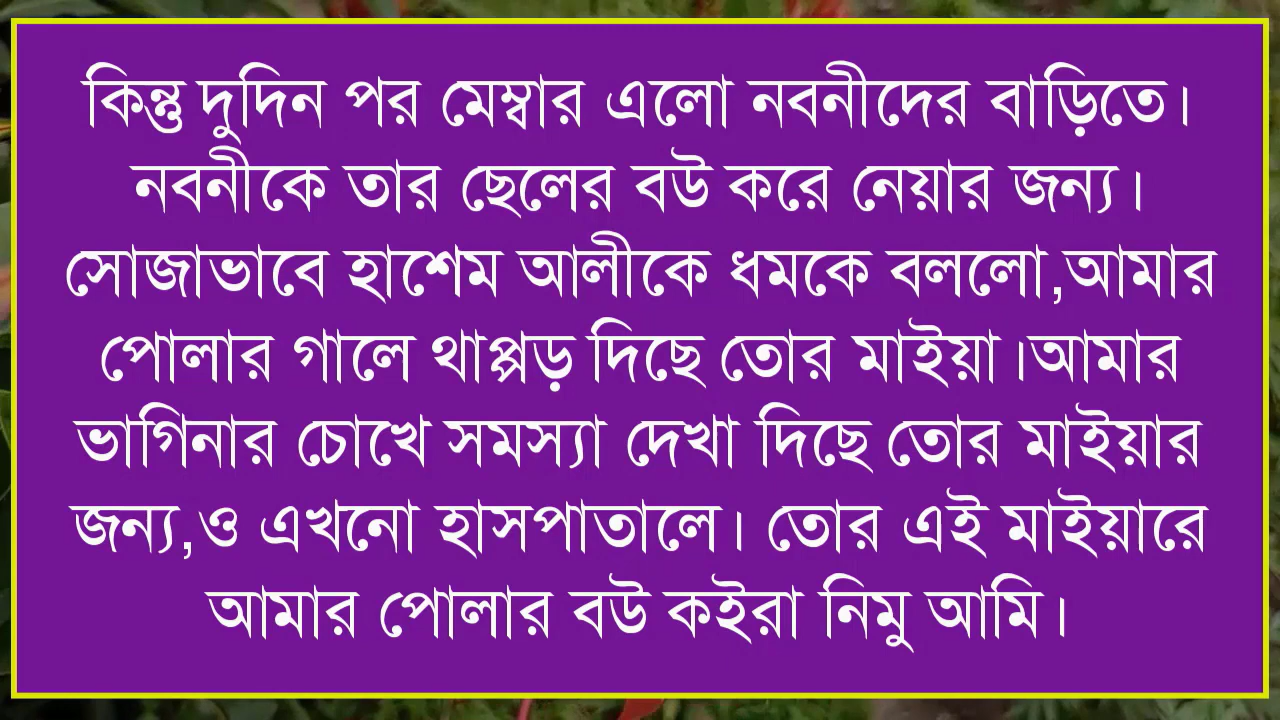 কিন্তু দুদিন পর মেম্বার এলো নবনীদের বাড়িতে।
নবনীকে তার ছেলের বউ করে নেয়ার জন্য।
সোজাভাবে হাশেম আলীকে ধমকে বললো,আমার
পোলার গালে থাপ্পড় দিছে তোর মাইয়া।আমার
ভাগিনার চোখে সমস্যা দেখা দিছে তোর মাইয়ার
জন্য,ও এখনো হাসপাতালে। তোর এই মাইয়ারে
আমার পোলার বউ কইরা নিমু আমি।